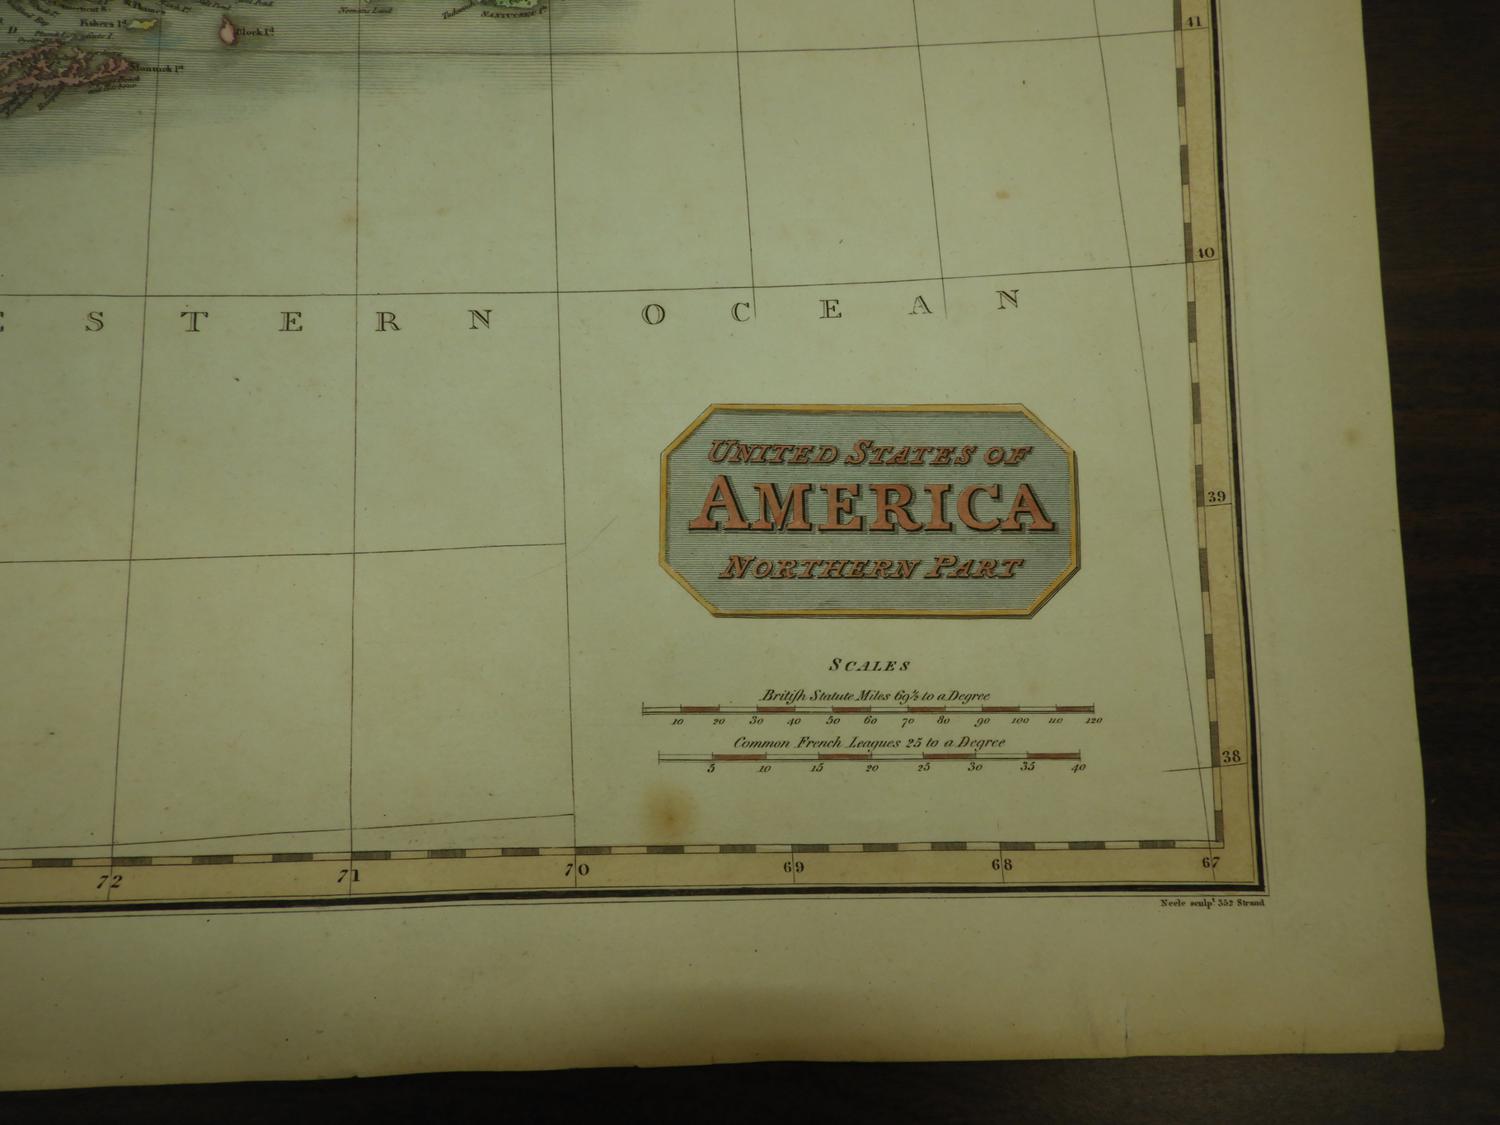 Nomans Land
NANTUCKET Id.
Fishers Id.
Block Id.
41
40
S T E R N O C E A N
UNITED STATES OF
AMERICA
NORTHERN PART
39
SCALES
British Statute Miles 69½ to a Degree
10 20 30 40 50 60 70 80 90 100 110 120
Common French Leagues 25 to a Degree
5 10 15 20 25 30 35 40
38
72 71 70 69 68 67
Neele sculpt. 352 Strand